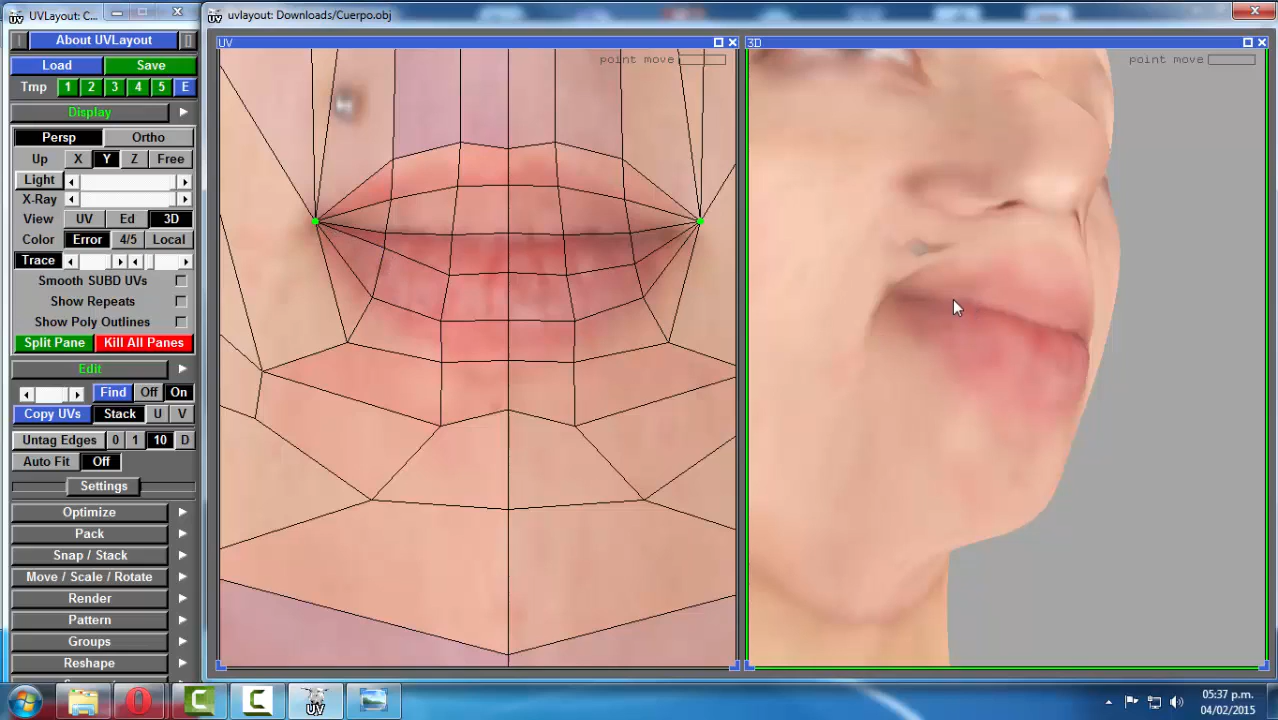 UVLayout: C...
uvlayout: Downloads/Cuerpo.obj
About UVLayout
Load Save
Tmp 1 2 3 4 5 E
Display
Persp Ortho
Up X Y Z Free
Light
X-Ray
View UV Ed 3D
Color Error 4/5 Local
Trace
Smooth SUBD UVs
Show Repeats
Show Poly Outlines
Split Pane Kill All Panes
Edit
Find Off On
Copy UVs Stack U V
Untag Edges 0 1 10 D
Auto Fit Off
Settings
Optimize
Pack
Snap / Stack
Move / Scale / Rotate
Render
Pattern
Groups
Reshape
UV
point move
3D
point move
UV
05:37 p.m.
04/02/2015